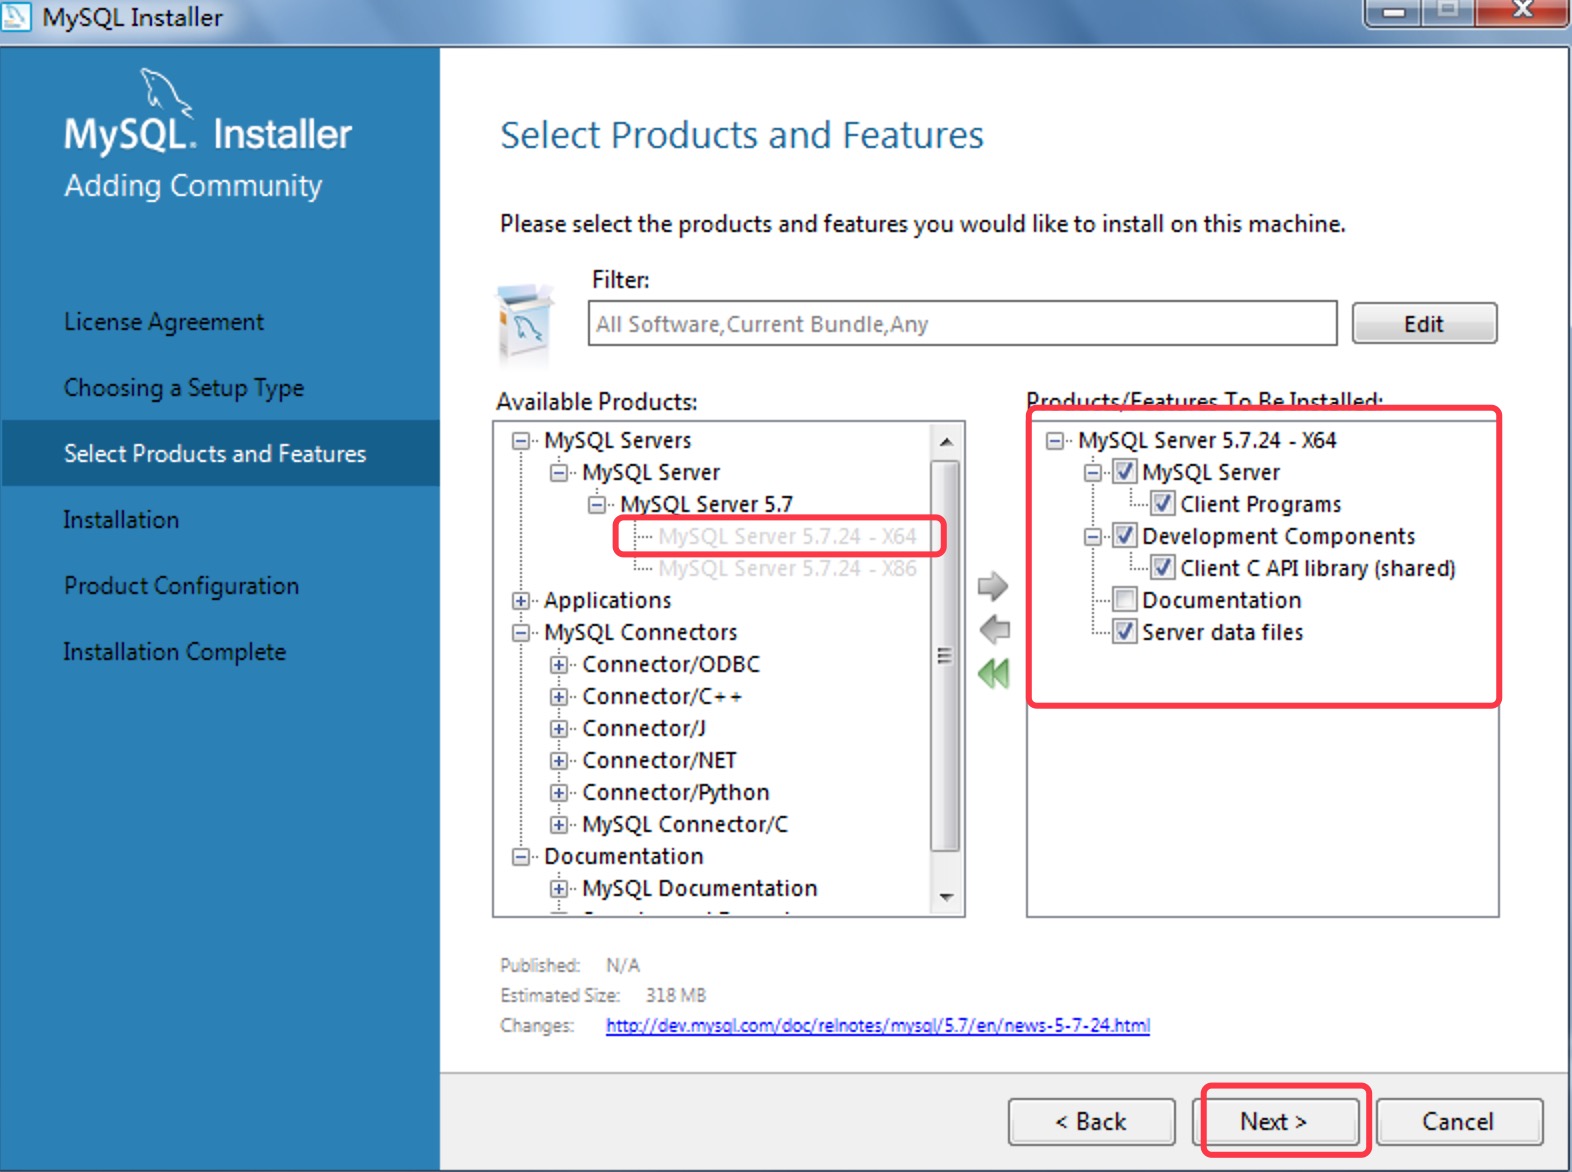 MySQL Installer
MySQL. Installer
Adding Community
License Agreement
Choosing a Setup Type
Select Products and Features
Installation
Product Configuration
Installation Complete
Select Products and Features
Please select the products and features you would like to install on this machine.
Filter:
All Software,Current Bundle,Any
Edit
Available Products:
MySQL Servers
MySQL Server
MySQL Server 5.7
MySQL Server 5.7.24 - X64
MySQL Server 5.7.24 - X86
Applications
MySQL Connectors
Connector/ODBC
Connector/C++
Connector/J
Connector/NET
Connector/Python
MySQL Connector/C
Documentation
MySQL Documentation
Products/Features To Be Installed:
MySQL Server 5.7.24 - X64
MySQL Server
Client Programs
Development Components
Client C API library (shared)
Documentation
Server data files
Published: N/A
Estimated Size: 318 MB
Changes: http://dev.mysql.com/doc/relnotes/mysql/5.7/en/news-5-7-24.html
< Back
Next >
Cancel